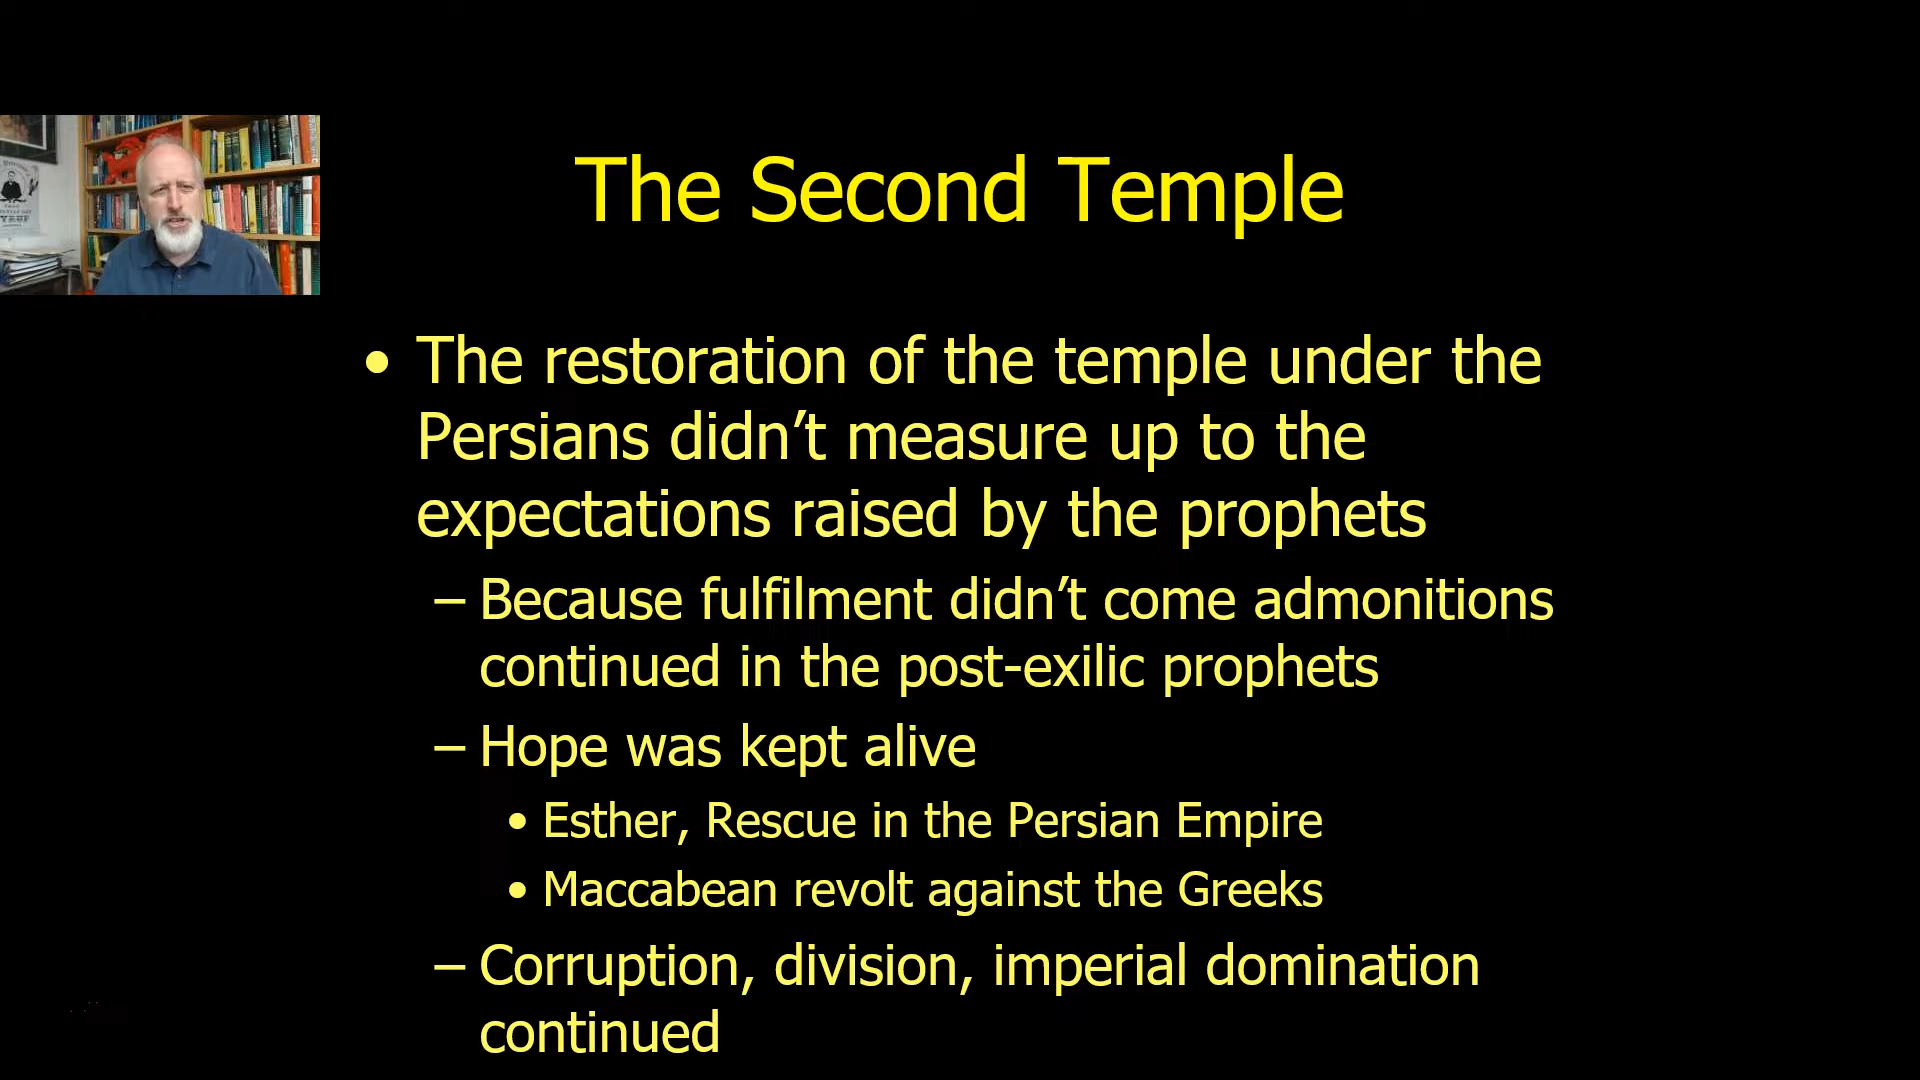 The Second Temple
• The restoration of the temple under the
Persians didn’t measure up to the
expectations raised by the prophets
– Because fulfilment didn’t come admonitions
continued in the post-exilic prophets
– Hope was kept alive
• Esther, Rescue in the Persian Empire
• Maccabean revolt against the Greeks
– Corruption, division, imperial domination
continued